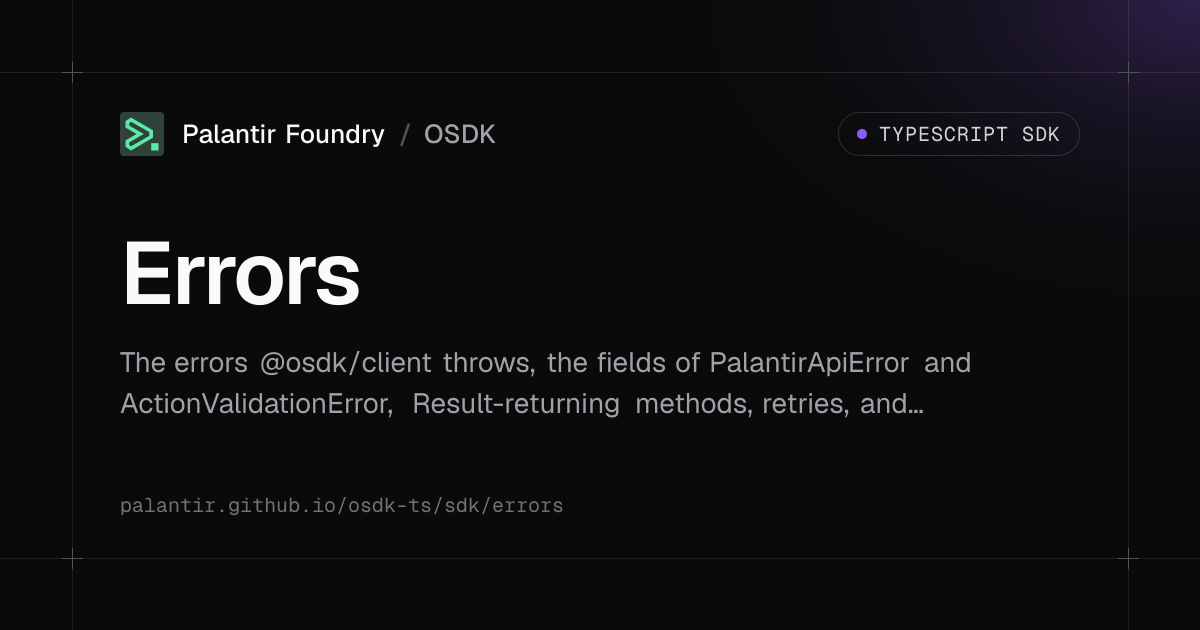 Palantir Foundry / OSDK
TYPESCRIPT SDK
Errors
The errors @osdk/client throws, the fields of PalantirApiError and
ActionValidationError, Result-returning methods, retries, and…
palantir.github.io/osdk-ts/sdk/errors